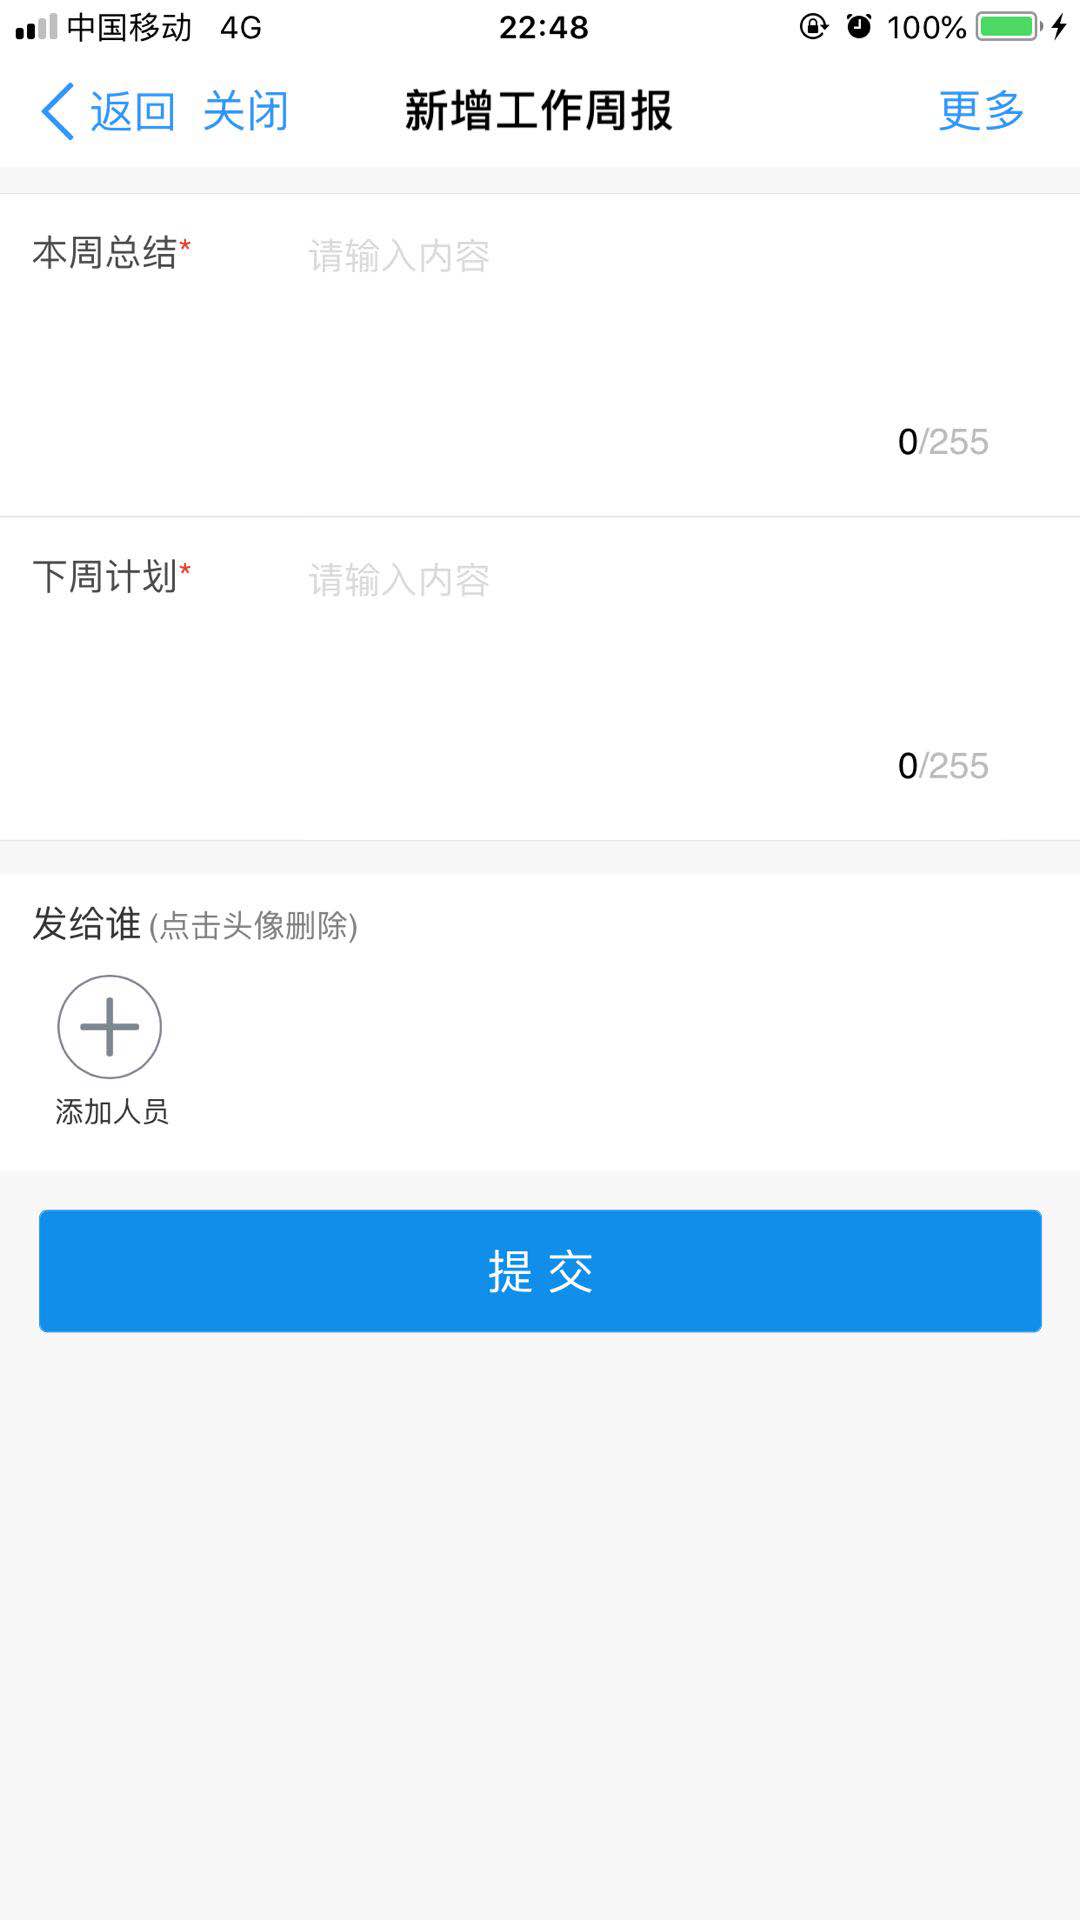 中国移动 4G 22:48 100%
返回 关闭 新增工作周报 更多
本周总结* 请输入内容
0/255
下周计划* 请输入内容
0/255
发给谁 (点击头像删除)
添加人员
提 交